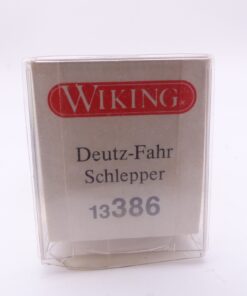 WIKING
Deutz-Fahr
Schlepper
13386